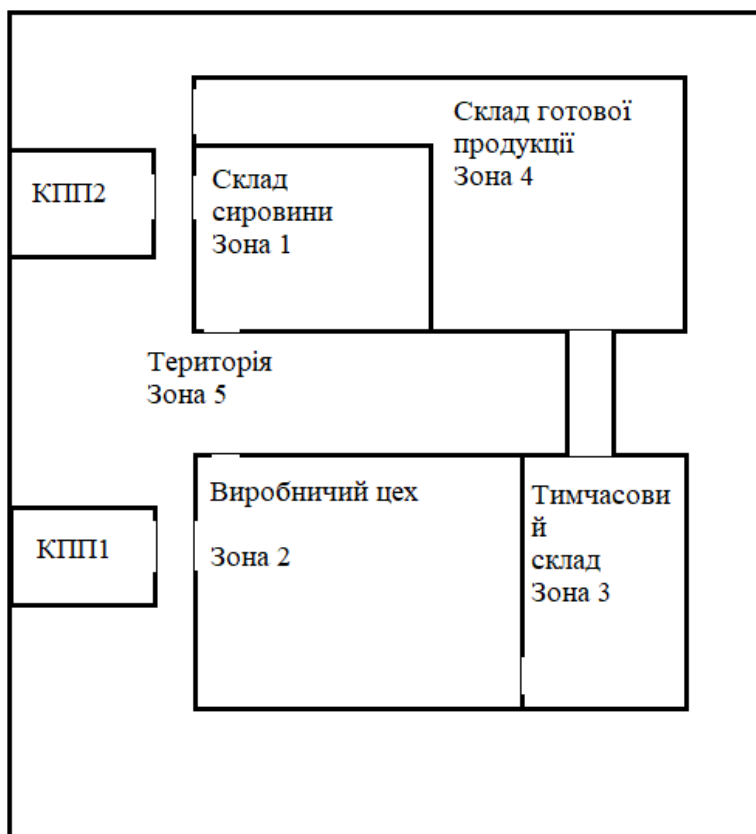 Склад готової
продукції
Зона 4
КПП2
Склад
сировини
Зона 1
Територія
Зона 5
Виробничий цех
Зона 2
Тимчасови
й
склад
Зона 3
КПП1